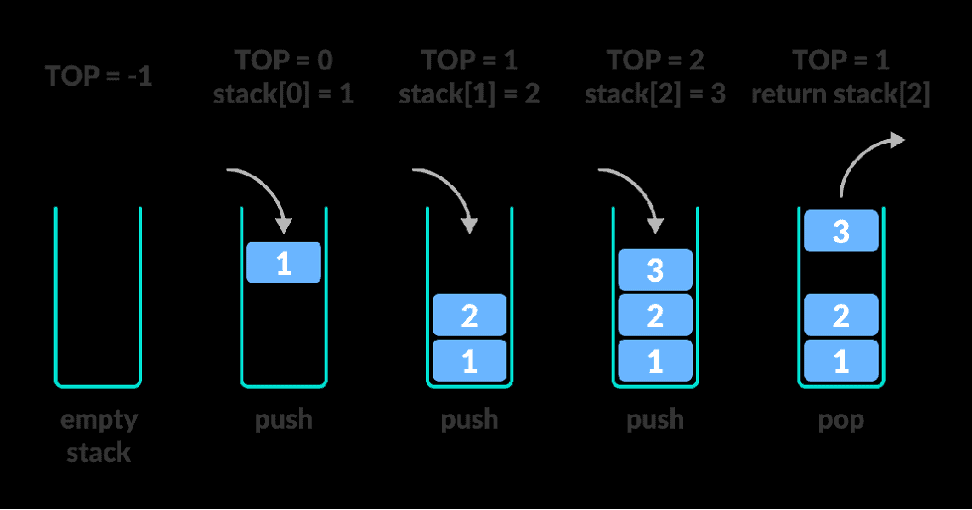 TOP = -1
TOP = 0
stack[0] = 1
TOP = 1
stack[1] = 2
TOP = 2
stack[2] = 3
TOP = 1
return stack[2]
1
2
1
3
2
1
3
2
1
empty
stack
push
push
push
pop